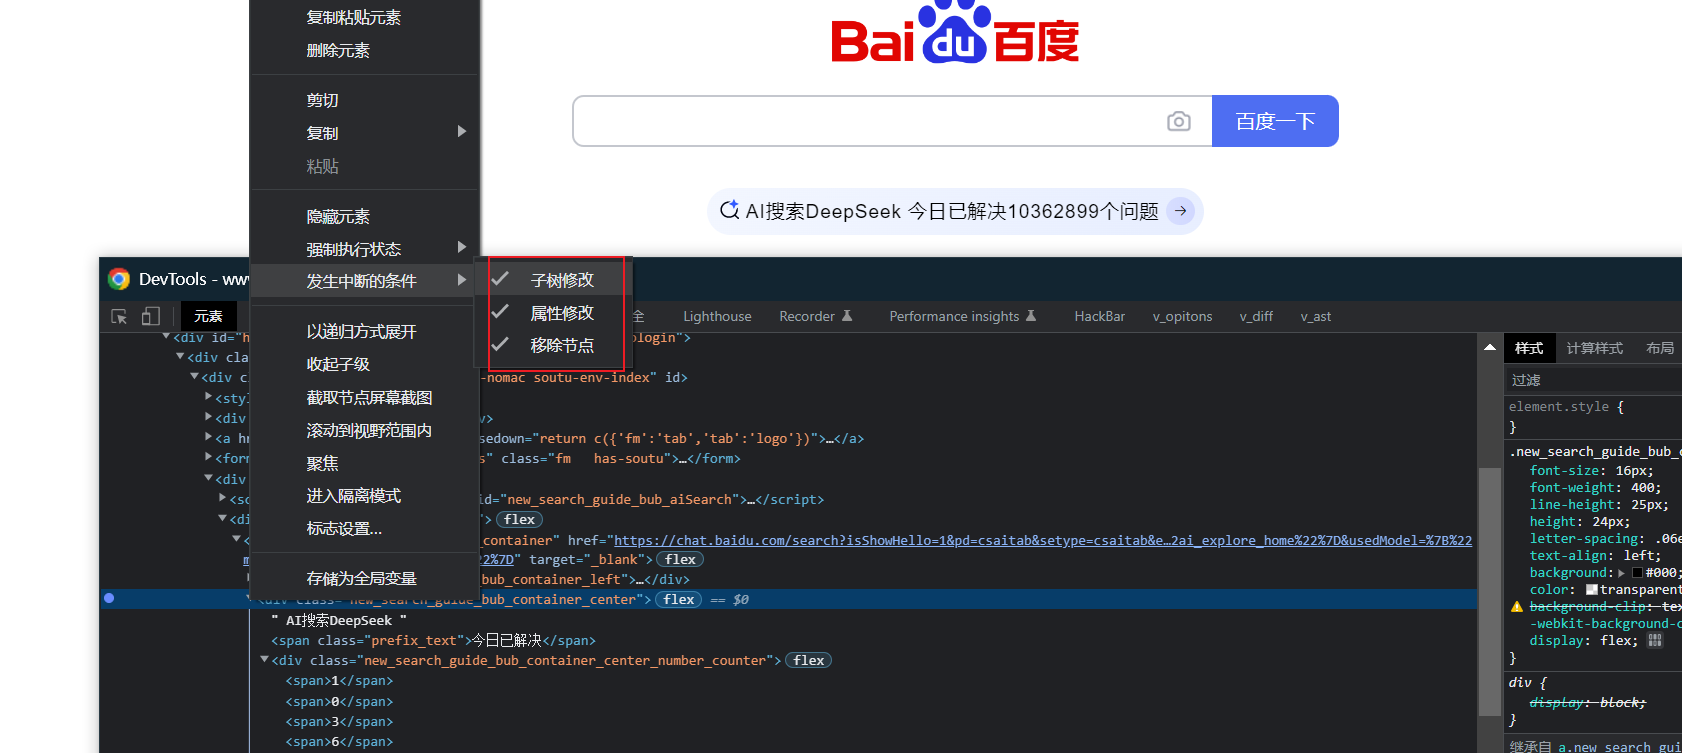 复制粘贴元素
删除元素
剪切
复制
粘贴
隐藏元素
强制执行状态
发生中断的条件
以递归方式展开
收起子级
截取节点屏幕截图
滚动到视野范围内
聚焦
进入隔离模式
标志设置...
存储为全局变量
子树修改
属性修改
移除节点
Bai du 百度
百度一下
AI搜索DeepSeek 今日已解决10362899个问题
DevTools - www
元素
全
Lighthouse
Recorder
Performance insights
HackBar
v_opitons
v_diff
v_ast
<div id="h
login">
<div cla
<div c
-nomac soutu-env-index" id>
<styl
<div
v>
<a hr
sedown="return c({'fm':'tab','tab':'logo'})">…</a>
<form
s" class="fm has-soutu">…</form>
<div
<sc
id="new_search_guide_bub_aiSearch">…</script>
<di
">
flex
<
_container" href="https://chat.baidu.com/search?isShowHello=1&pd=csaitab&setype=csaitab&e…2ai_explore_home%22%7D&usedModel=%7B%22
m
22%7D" target="_blank">
flex
bub_container_left">…</div>
<div class="new_search_guide_bub_container_center">
flex
== $0
" AI搜索DeepSeek "
<span class="prefix_text">今日已解决</span>
<div class="new_search_guide_bub_container_center_number_counter">
flex
<span>1</span>
<span>0</span>
<span>3</span>
<span>6</span>
样式
计算样式
布局
过滤
element.style {
}
.new_search_guide_bub_c
font-size: 16px;
font-weight: 400;
line-height: 25px;
height: 24px;
letter-spacing: .06e
text-align: left;
background: #000;
color: transparent
background-clip: tex
-webkit-background-c
display: flex;
}
div {
display: block;
}
继承自 a.new_search_gui